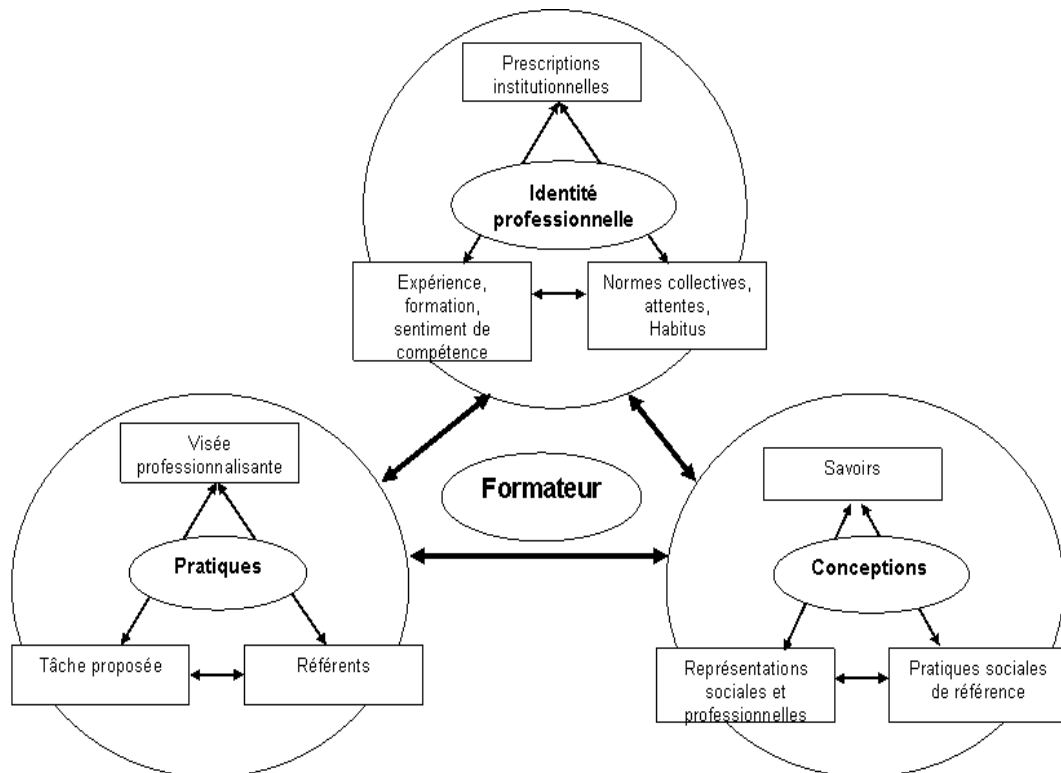 Prescriptions
institutionnelles
Identité
professionnelle
Expérience,
formation,
sentiment de
compétence
Normes collectives,
attentes,
Habitus
Formateur
Visée
professionnalisante
Pratiques
Tâche proposée
Référents
Savoirs
Conceptions
Représentations
sociales et
professionnelles
Pratiques sociales
de référence